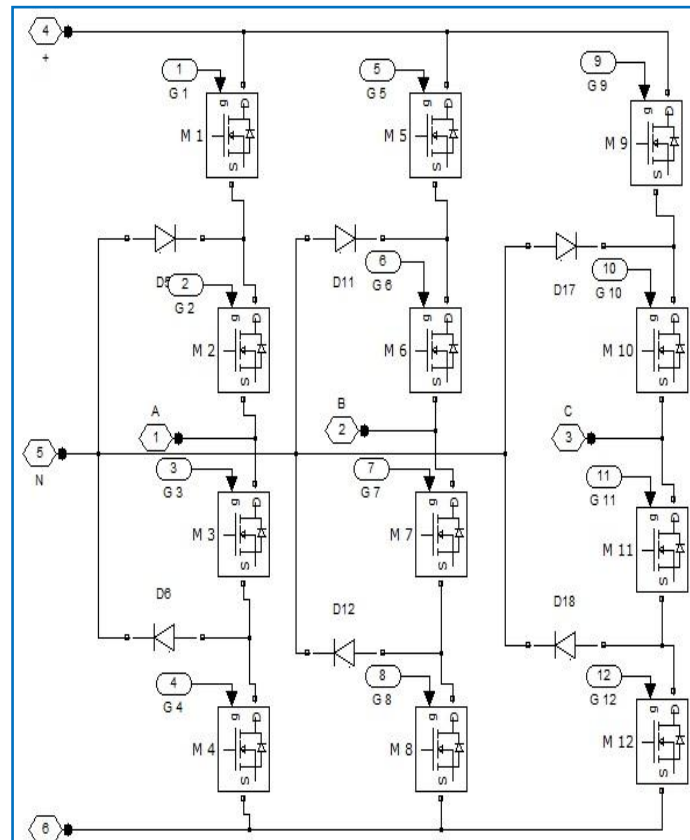 4
+
1
G 1
5
G 5
9
G 9
g
D
S
M 1
g
D
S
M 5
g
D
S
M 9
D5
2
G 2
D11
6
G 6
D17
10
G 10
g
D
S
M 2
g
D
S
M 6
g
D
S
M 10
A
1
B
2
C
3
5
N
3
G 3
7
G 7
11
G 11
g
D
S
M 3
g
D
S
M 7
g
D
S
M 11
D6
D12
D18
4
G 4
8
G 8
12
G 12
g
D
S
M 4
g
D
S
M 8
g
D
S
M 12
6